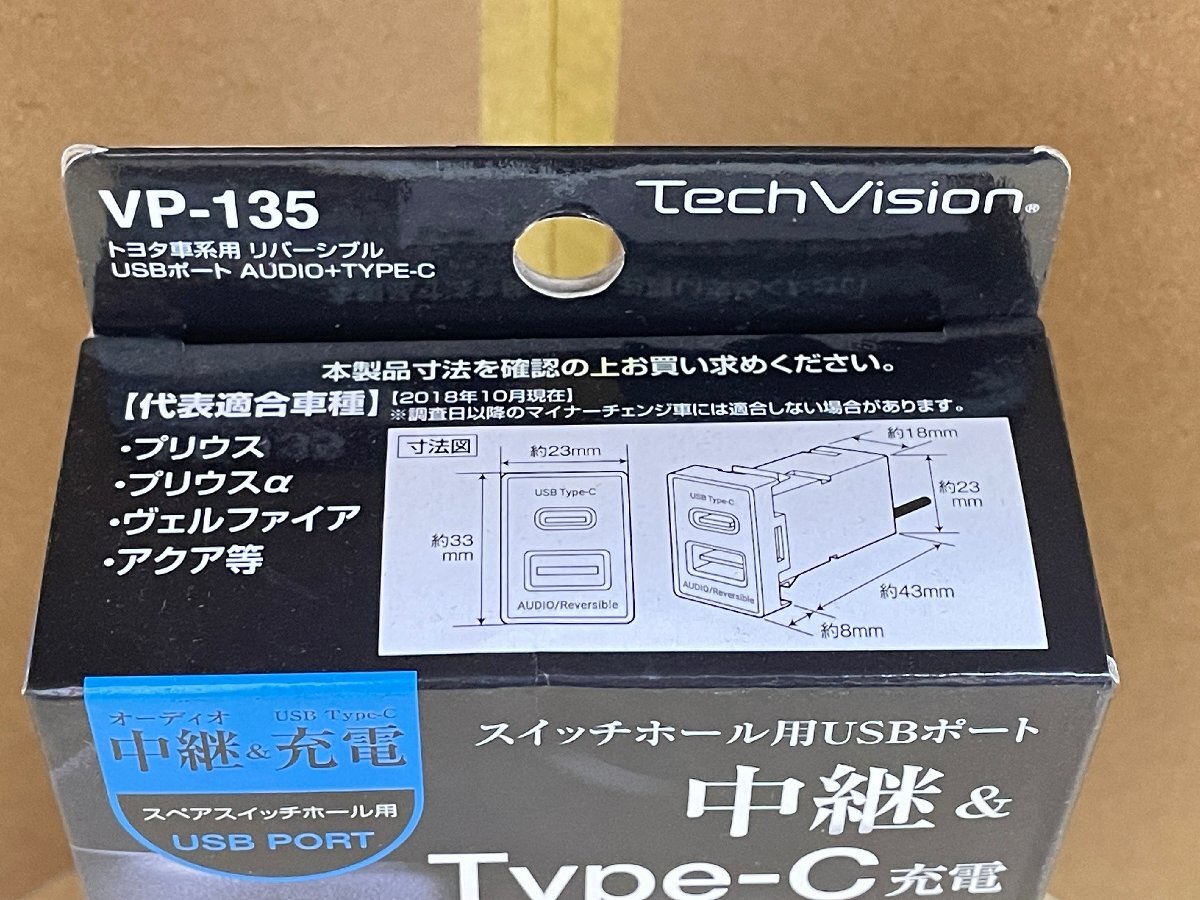 VP-135
トヨタ車系用 リバーシブル
USBポート AUDIO+TYPE-C
TechVision®
本製品寸法を確認の上お買い求めください。
【代表適合車種】【2018年10月現在】
※調査日以降のマイナーチェンジ車には適合しない場合があります。
・プリウス
・プリウスα
・ヴェルファイア
・アクア等
寸法図
約23mm
約33
mm
USB Type-C
AUDIO/Reversible
USB Type-C
AUDIO/Reversible
約18mm
約23
mm
約43mm
約8mm
オーディオ USB Type-C
中継&充電
スペアスイッチホール用
USB PORT
スイッチホール用USBポート
中継&
Type-C充電